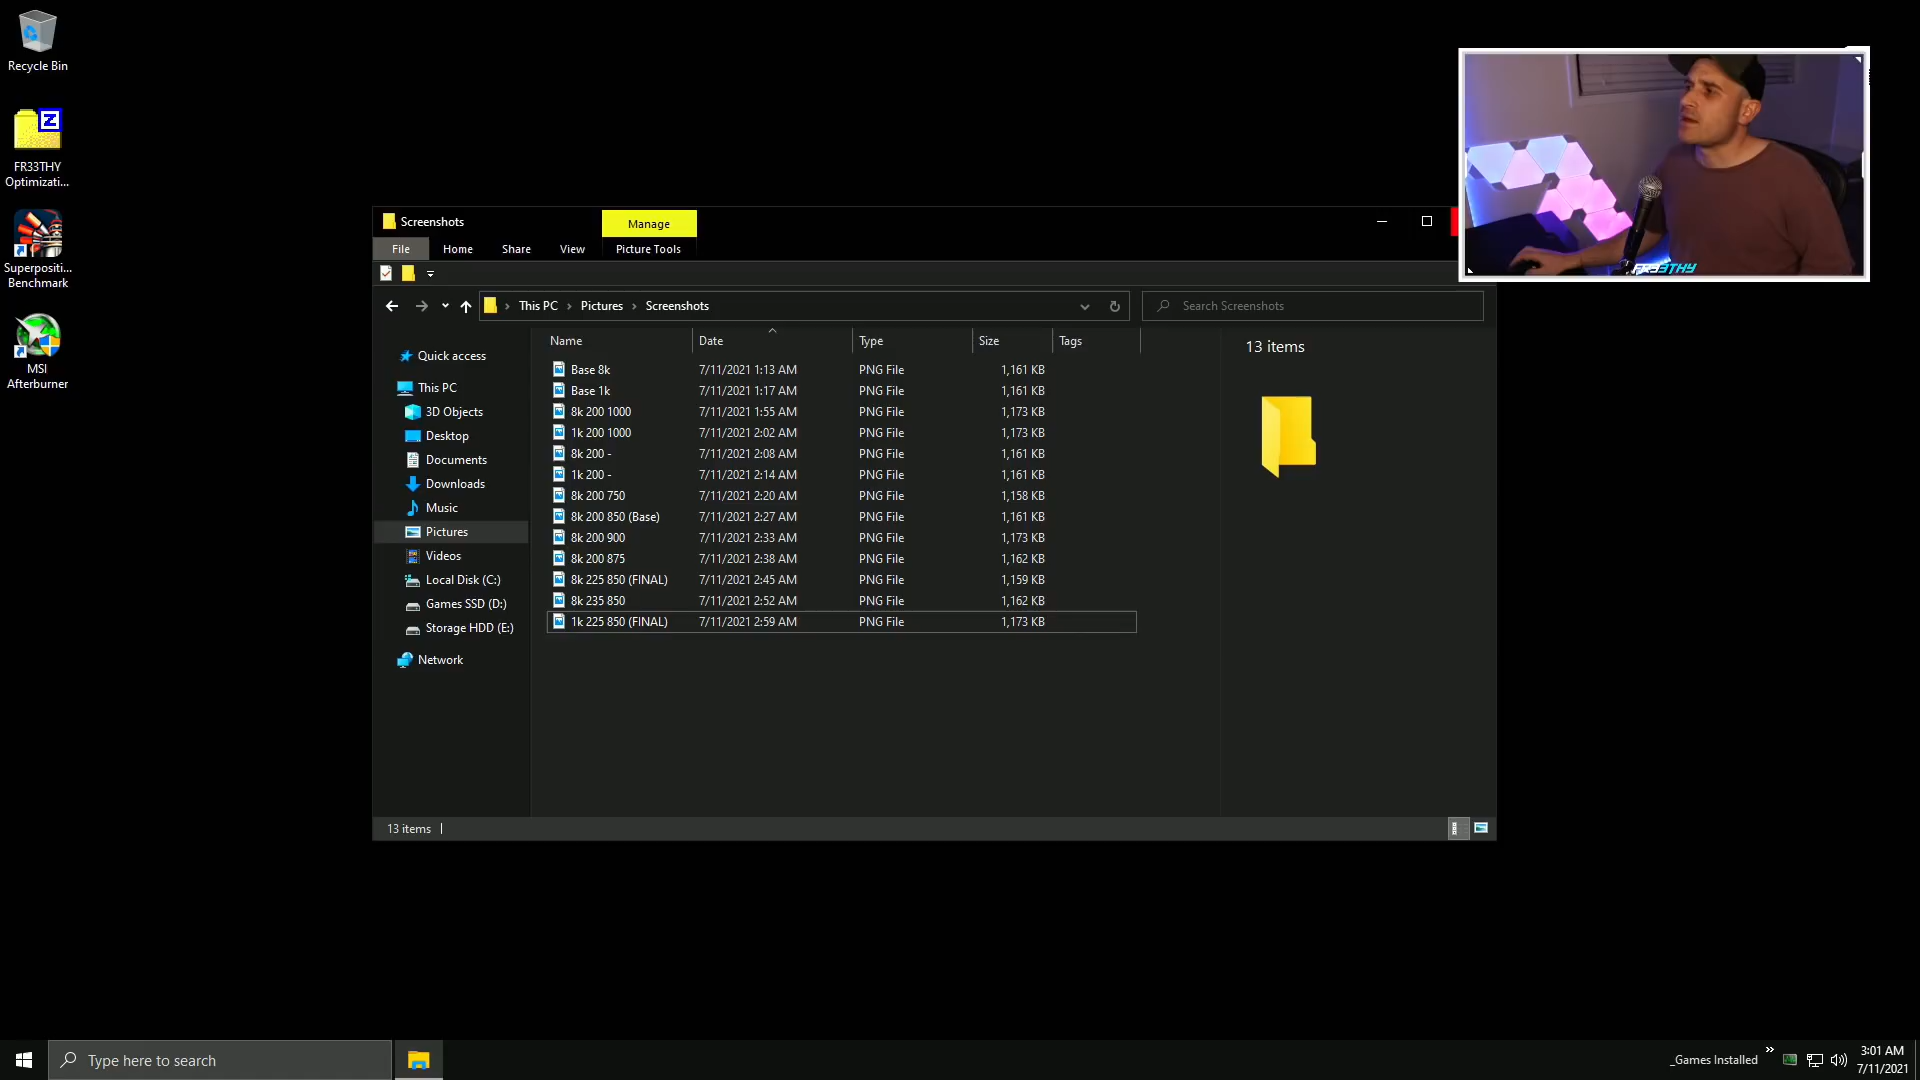 Recycle Bin
Z
FR33THY
Optimizati...
Superpositi...
Benchmark
MSI
Afterburner
Screenshots
Manage
File
Home
Share
View
Picture Tools
This PC
Pictures
Screenshots
Search Screenshots
Name
Date
Type
Size
Tags
Quick access
This PC
3D Objects
Desktop
Documents
Downloads
Music
Pictures
Videos
Local Disk (C:)
Games SSD (D:)
Storage HDD (E:)
Network
Base 8k 7/11/2021 1:13 AM PNG File 1,161 KB
Base 1k 7/11/2021 1:17 AM PNG File 1,161 KB
8k 200 1000 7/11/2021 1:55 AM PNG File 1,173 KB
1k 200 1000 7/11/2021 2:02 AM PNG File 1,173 KB
8k 200 - 7/11/2021 2:08 AM PNG File 1,161 KB
1k 200 - 7/11/2021 2:14 AM PNG File 1,161 KB
8k 200 750 7/11/2021 2:20 AM PNG File 1,158 KB
8k 200 850 (Base) 7/11/2021 2:27 AM PNG File 1,161 KB
8k 200 900 7/11/2021 2:33 AM PNG File 1,173 KB
8k 200 875 7/11/2021 2:38 AM PNG File 1,162 KB
8k 225 850 (FINAL) 7/11/2021 2:45 AM PNG File 1,159 KB
8k 235 850 7/11/2021 2:52 AM PNG File 1,162 KB
1k 225 850 (FINAL) 7/11/2021 2:59 AM PNG File 1,173 KB
13 items
13 items
FR33THY
Type here to search
_Games Installed
3:01 AM
7/11/2021